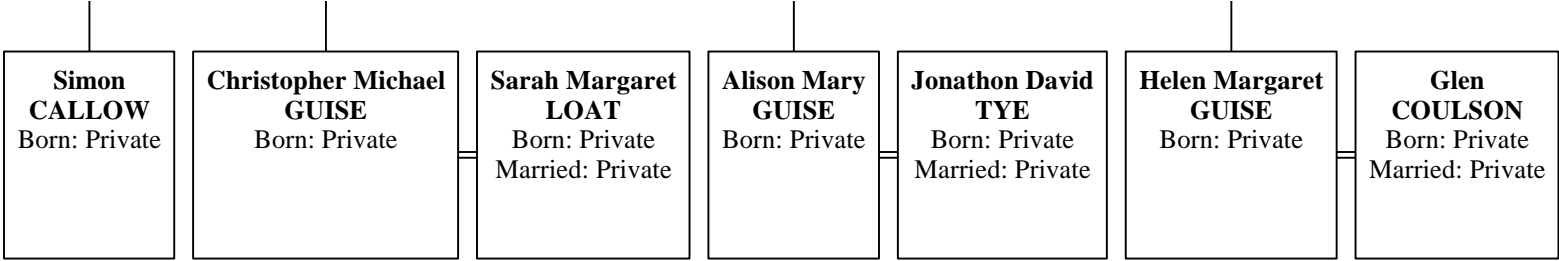 Simon
CALLOW
Born: Private
Christopher Michael
GUISE
Born: Private
Sarah Margaret
LOAT
Born: Private
Married: Private
Alison Mary
GUISE
Born: Private
Jonathon David
TYE
Born: Private
Married: Private
Helen Margaret
GUISE
Born: Private
Glen
COULSON
Born: Private
Married: Private